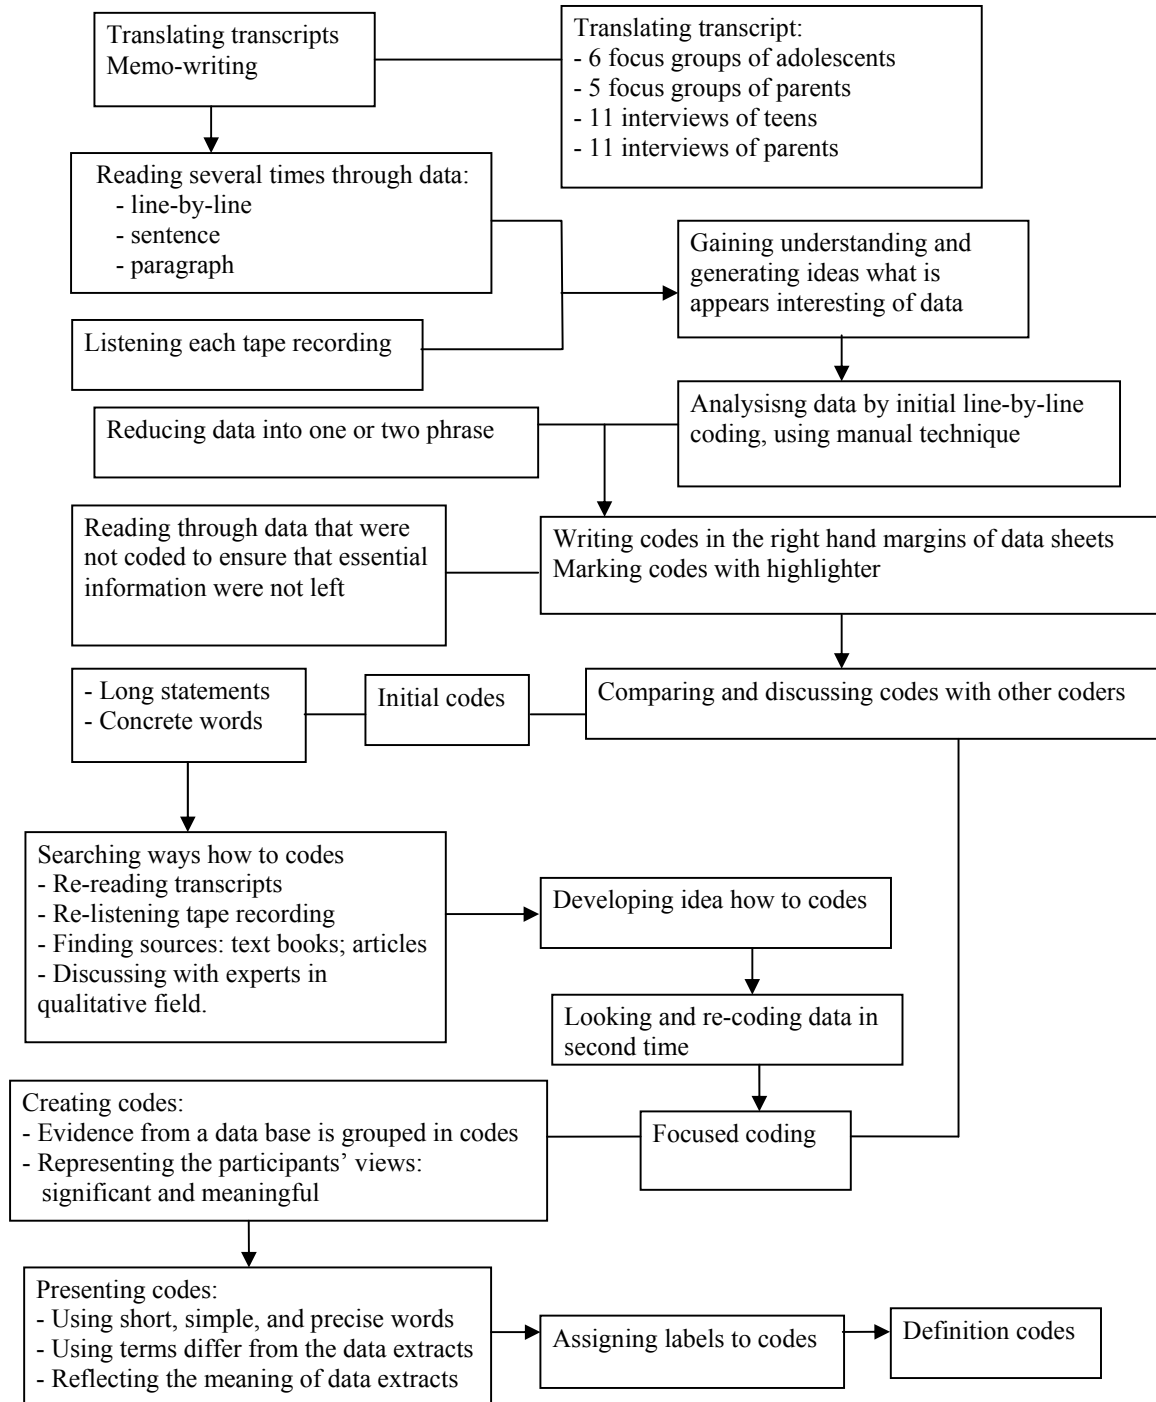 Translating transcripts
Memo-writing
Translating transcript:
- 6 focus groups of adolescents
- 5 focus groups of parents
- 11 interviews of teens
- 11 interviews of parents
Reading several times through data:
- line-by-line
- sentence
- paragraph
Gaining understanding and
generating ideas what is
appears interesting of data
Listening each tape recording
Analysisng data by initial line-by-line
coding, using manual technique
Reducing data into one or two phrase
Reading through data that were
not coded to ensure that essential
information were not left
Writing codes in the right hand margins of data sheets
Marking codes with highlighter
- Long statements
- Concrete words
Initial codes
Comparing and discussing codes with other coders
Searching ways how to codes
- Re-reading transcripts
- Re-listening tape recording
- Finding sources: text books; articles
- Discussing with experts in
qualitative field.
Developing idea how to codes
Looking and re-coding data in
second time
Creating codes:
- Evidence from a data base is grouped in codes
- Representing the participants’ views:
significant and meaningful
Focused coding
Presenting codes:
- Using short, simple, and precise words
- Using terms differ from the data extracts
- Reflecting the meaning of data extracts
Assigning labels to codes
Definition codes